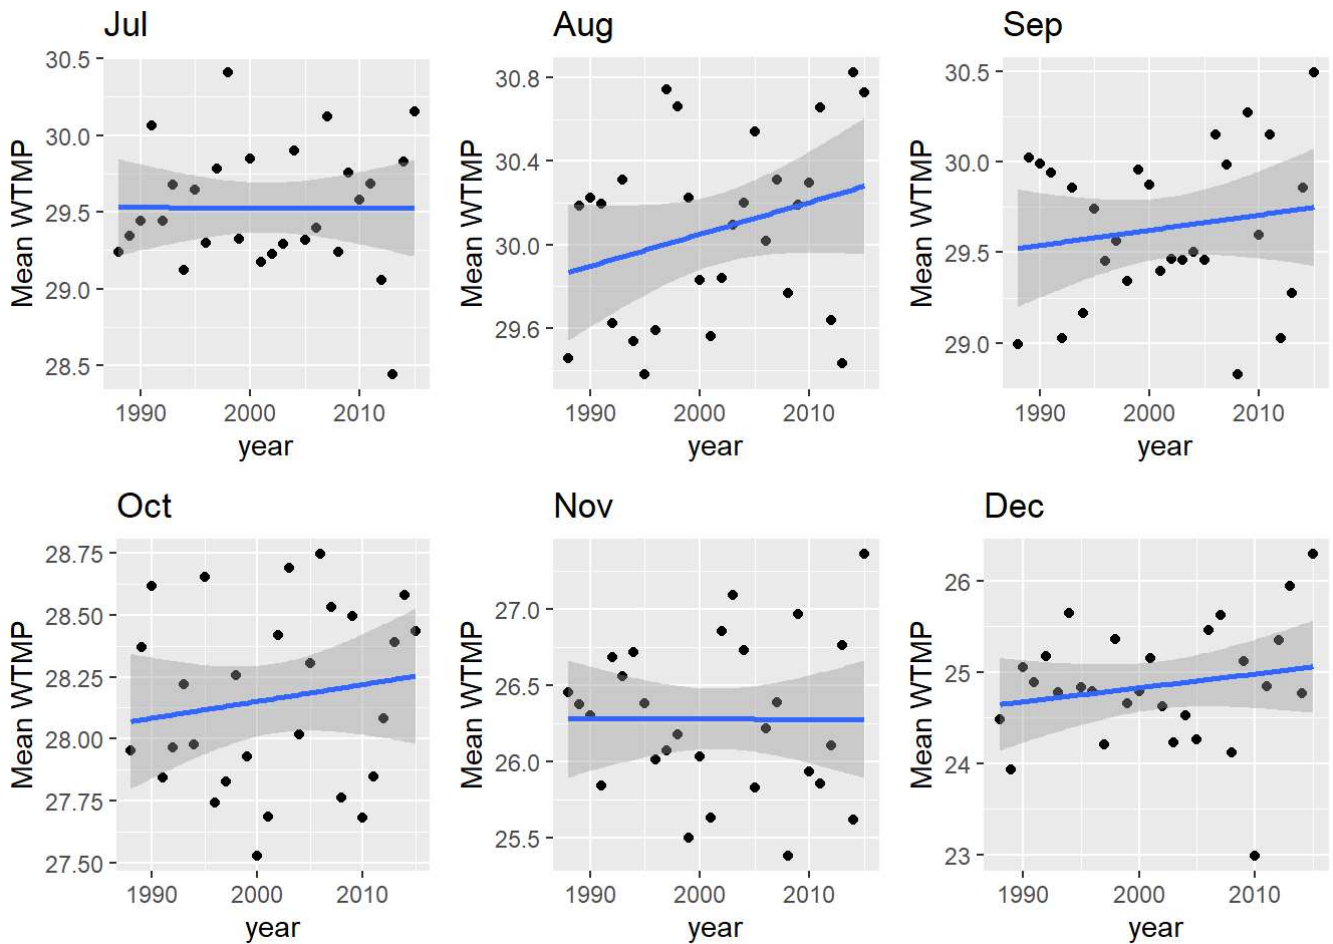 Jul
Mean WTMP
30.5
30.0
29.5
29.0
28.5
1990 2000 2010
year
Aug
Mean WTMP
30.8
30.4
30.0
29.6
1990 2000 2010
year
Sep
Mean WTMP
30.5
30.0
29.5
29.0
1990 2000 2010
year
Oct
Mean WTMP
28.75
28.50
28.25
28.00
27.75
27.50
1990 2000 2010
year
Nov
Mean WTMP
27.0
26.5
26.0
25.5
1990 2000 2010
year
Dec
Mean WTMP
26
25
24
23
1990 2000 2010
year